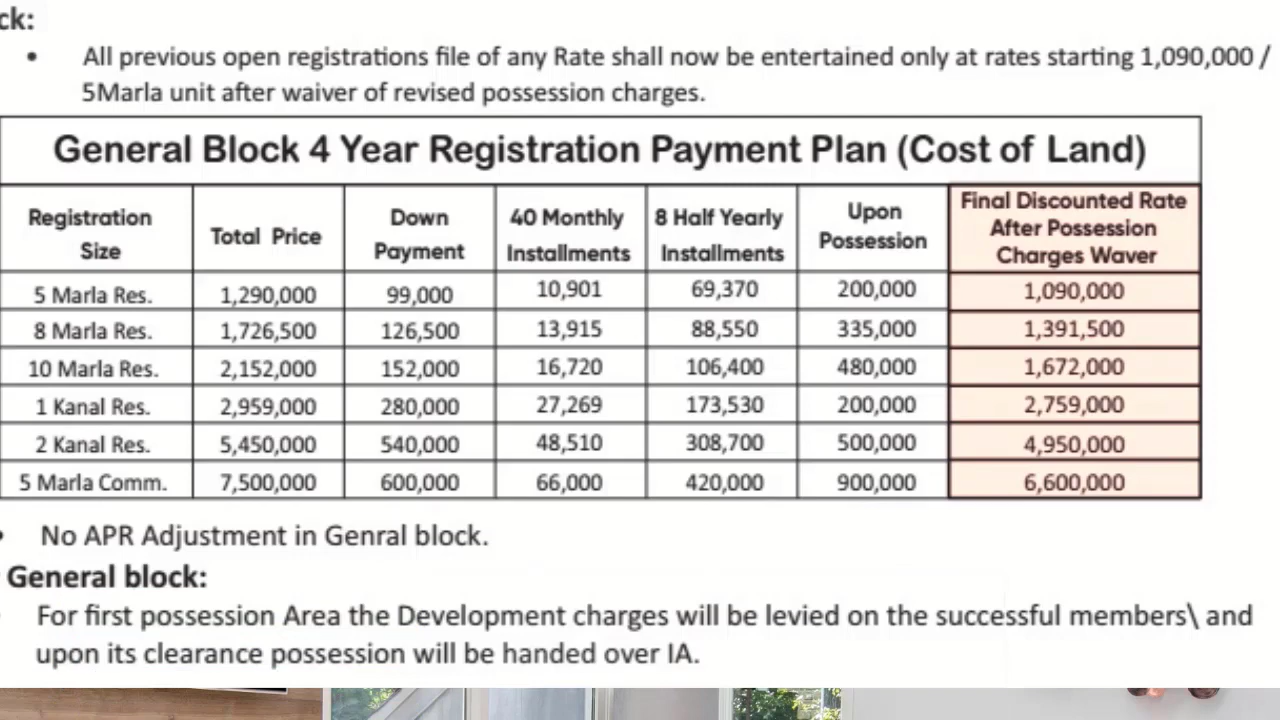 ck:
• All previous open registrations file of any Rate shall now be entertained only at rates starting 1,090,000 /
5Marla unit after waiver of revised possession charges.
General Block 4 Year Registration Payment Plan (Cost of Land)
Registration Size | Total Price | Down Payment | 40 Monthly Installments | 8 Half Yearly Installments | Upon Possession | Final Discounted Rate After Possession Charges Waver
5 Marla Res. | 1,290,000 | 99,000 | 10,901 | 69,370 | 200,000 | 1,090,000
8 Marla Res. | 1,726,500 | 126,500 | 13,915 | 88,550 | 335,000 | 1,391,500
10 Marla Res. | 2,152,000 | 152,000 | 16,720 | 106,400 | 480,000 | 1,672,000
1 Kanal Res. | 2,959,000 | 280,000 | 27,269 | 173,530 | 200,000 | 2,759,000
2 Kanal Res. | 5,450,000 | 540,000 | 48,510 | 308,700 | 500,000 | 4,950,000
5 Marla Comm. | 7,500,000 | 600,000 | 66,000 | 420,000 | 900,000 | 6,600,000
• No APR Adjustment in Genral block.
General block:
For first possession Area the Development charges will be levied on the successful members\ and
upon its clearance possession will be handed over IA.